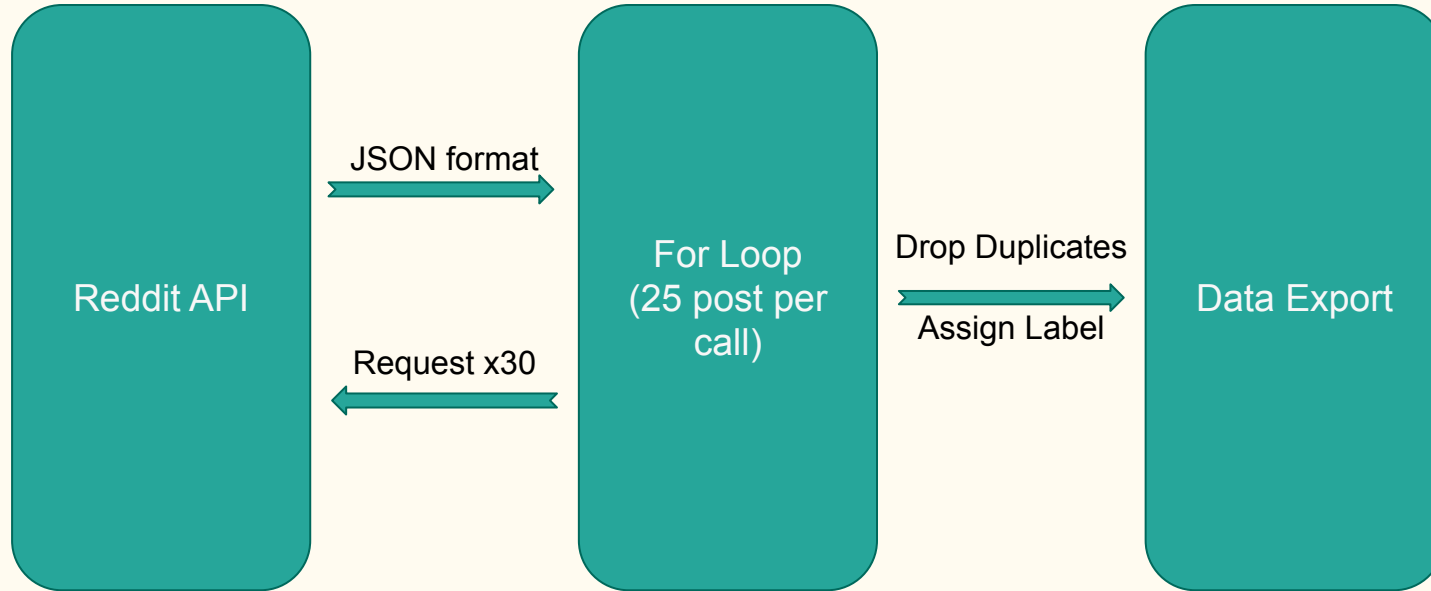 Reddit API
JSON format
Request x30
For Loop
(25 post per
call)
Drop Duplicates
Assign Label
Data Export